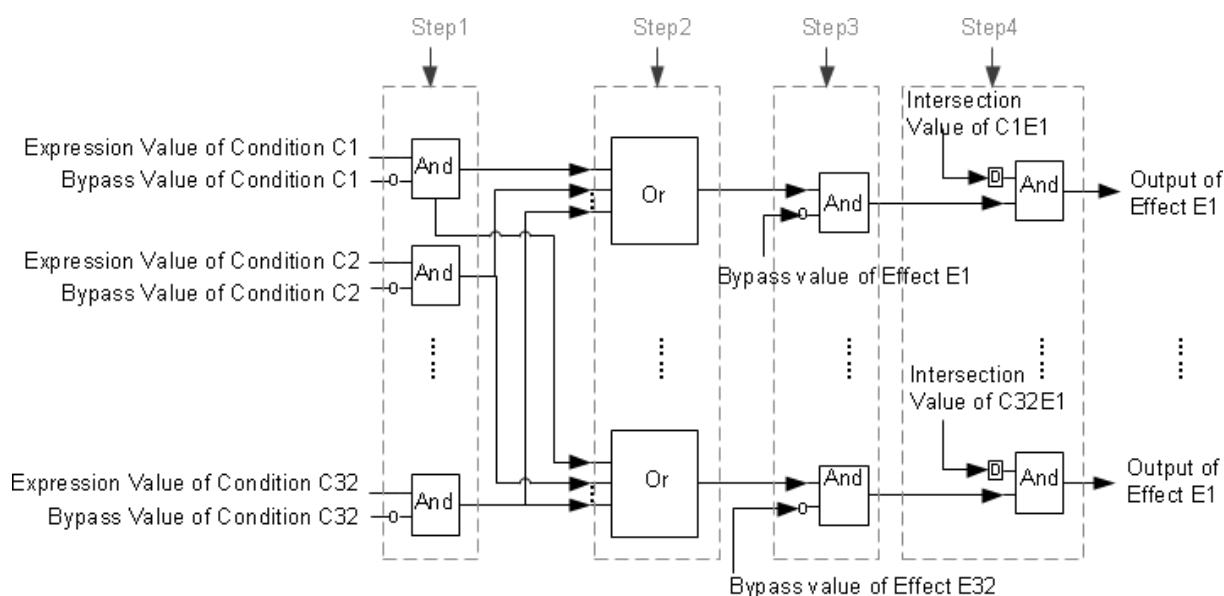 Step1
Step2
Step3
Step4
Intersection
Value of C1E1
Expression Value of Condition C1
Bypass Value of Condition C1
And
Or
And
D
And
Output of
Effect E1
Expression Value of Condition C2
Bypass Value of Condition C2
And
Bypass value of Effect E1
Intersection
Value of C32E1
Expression Value of Condition C32
Bypass Value of Condition C32
And
Or
And
D
And
Output of
Effect E1
Bypass value of Effect E32